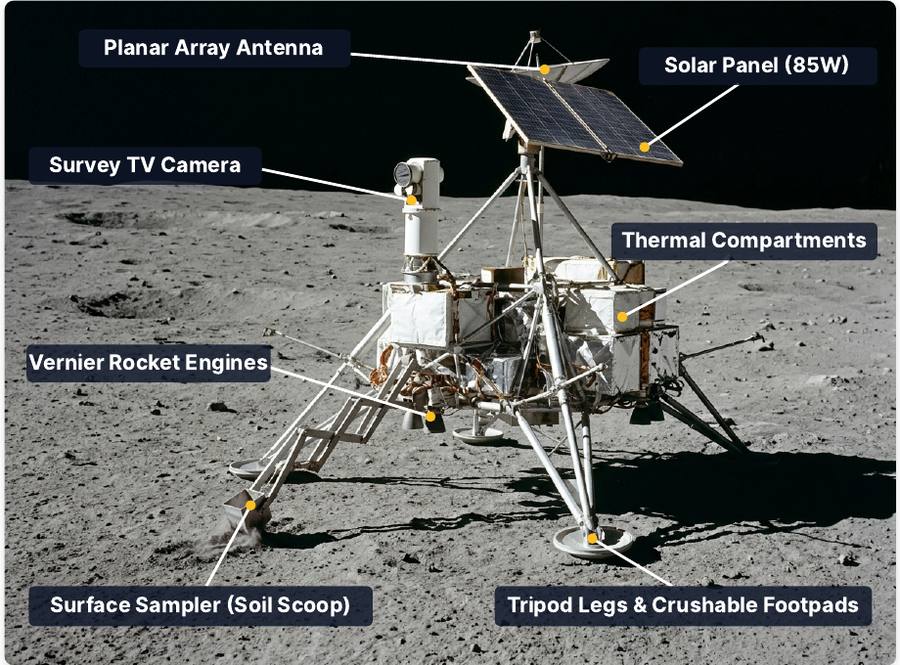 Planar Array Antenna
Solar Panel (85W)
Survey TV Camera
Thermal Compartments
Vernier Rocket Engines
Surface Sampler (Soil Scoop)
Tripod Legs & Crushable Footpads